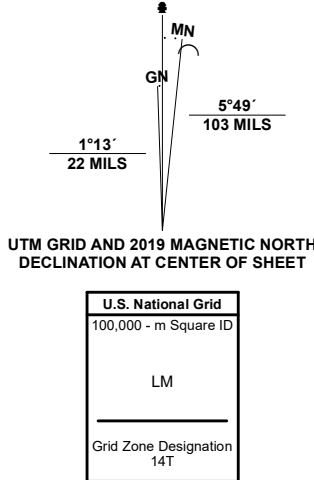 MN
GN
5°49´
103 MILS
1°13´
22 MILS
UTM GRID AND 2019 MAGNETIC NORTH
DECLINATION AT CENTER OF SHEET
U.S. National Grid
100,000 - m Square ID
LM
Grid Zone Designation
14T